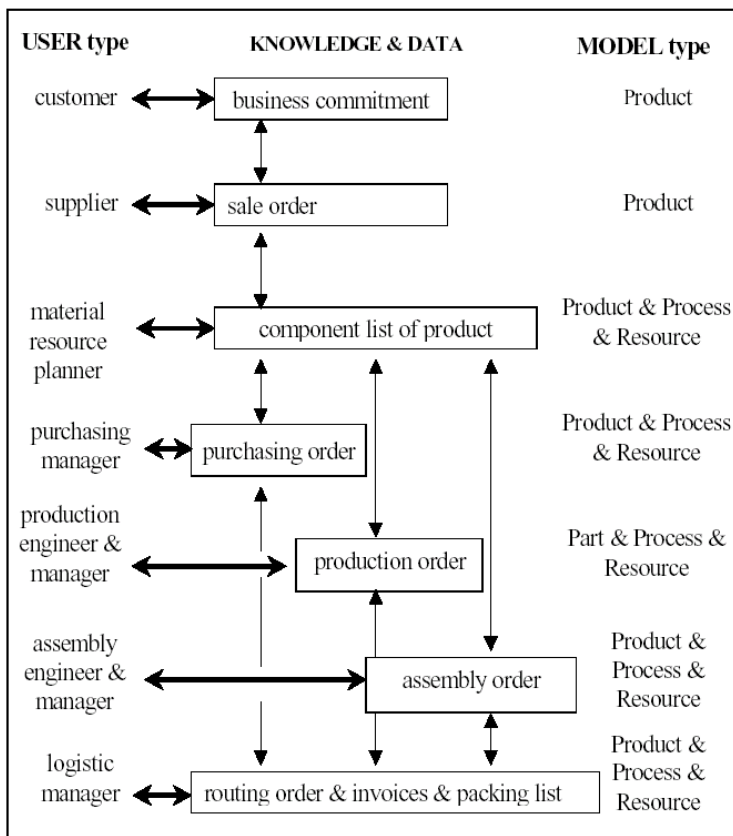 USER type
KNOWLEDGE & DATA
MODEL type
customer
business commitment
Product
supplier
sale order
Product
material
resource
planner
component list of product
Product & Process
& Resource
purchasing
manager
purchasing order
Product & Process
& Resource
production
engineer &
manager
production order
Part & Process &
Resource
assembly
engineer &
manager
assembly order
Product &
Process &
Resource
logistic
manager
routing order & invoices & packing list
Product &
Process &
Resource